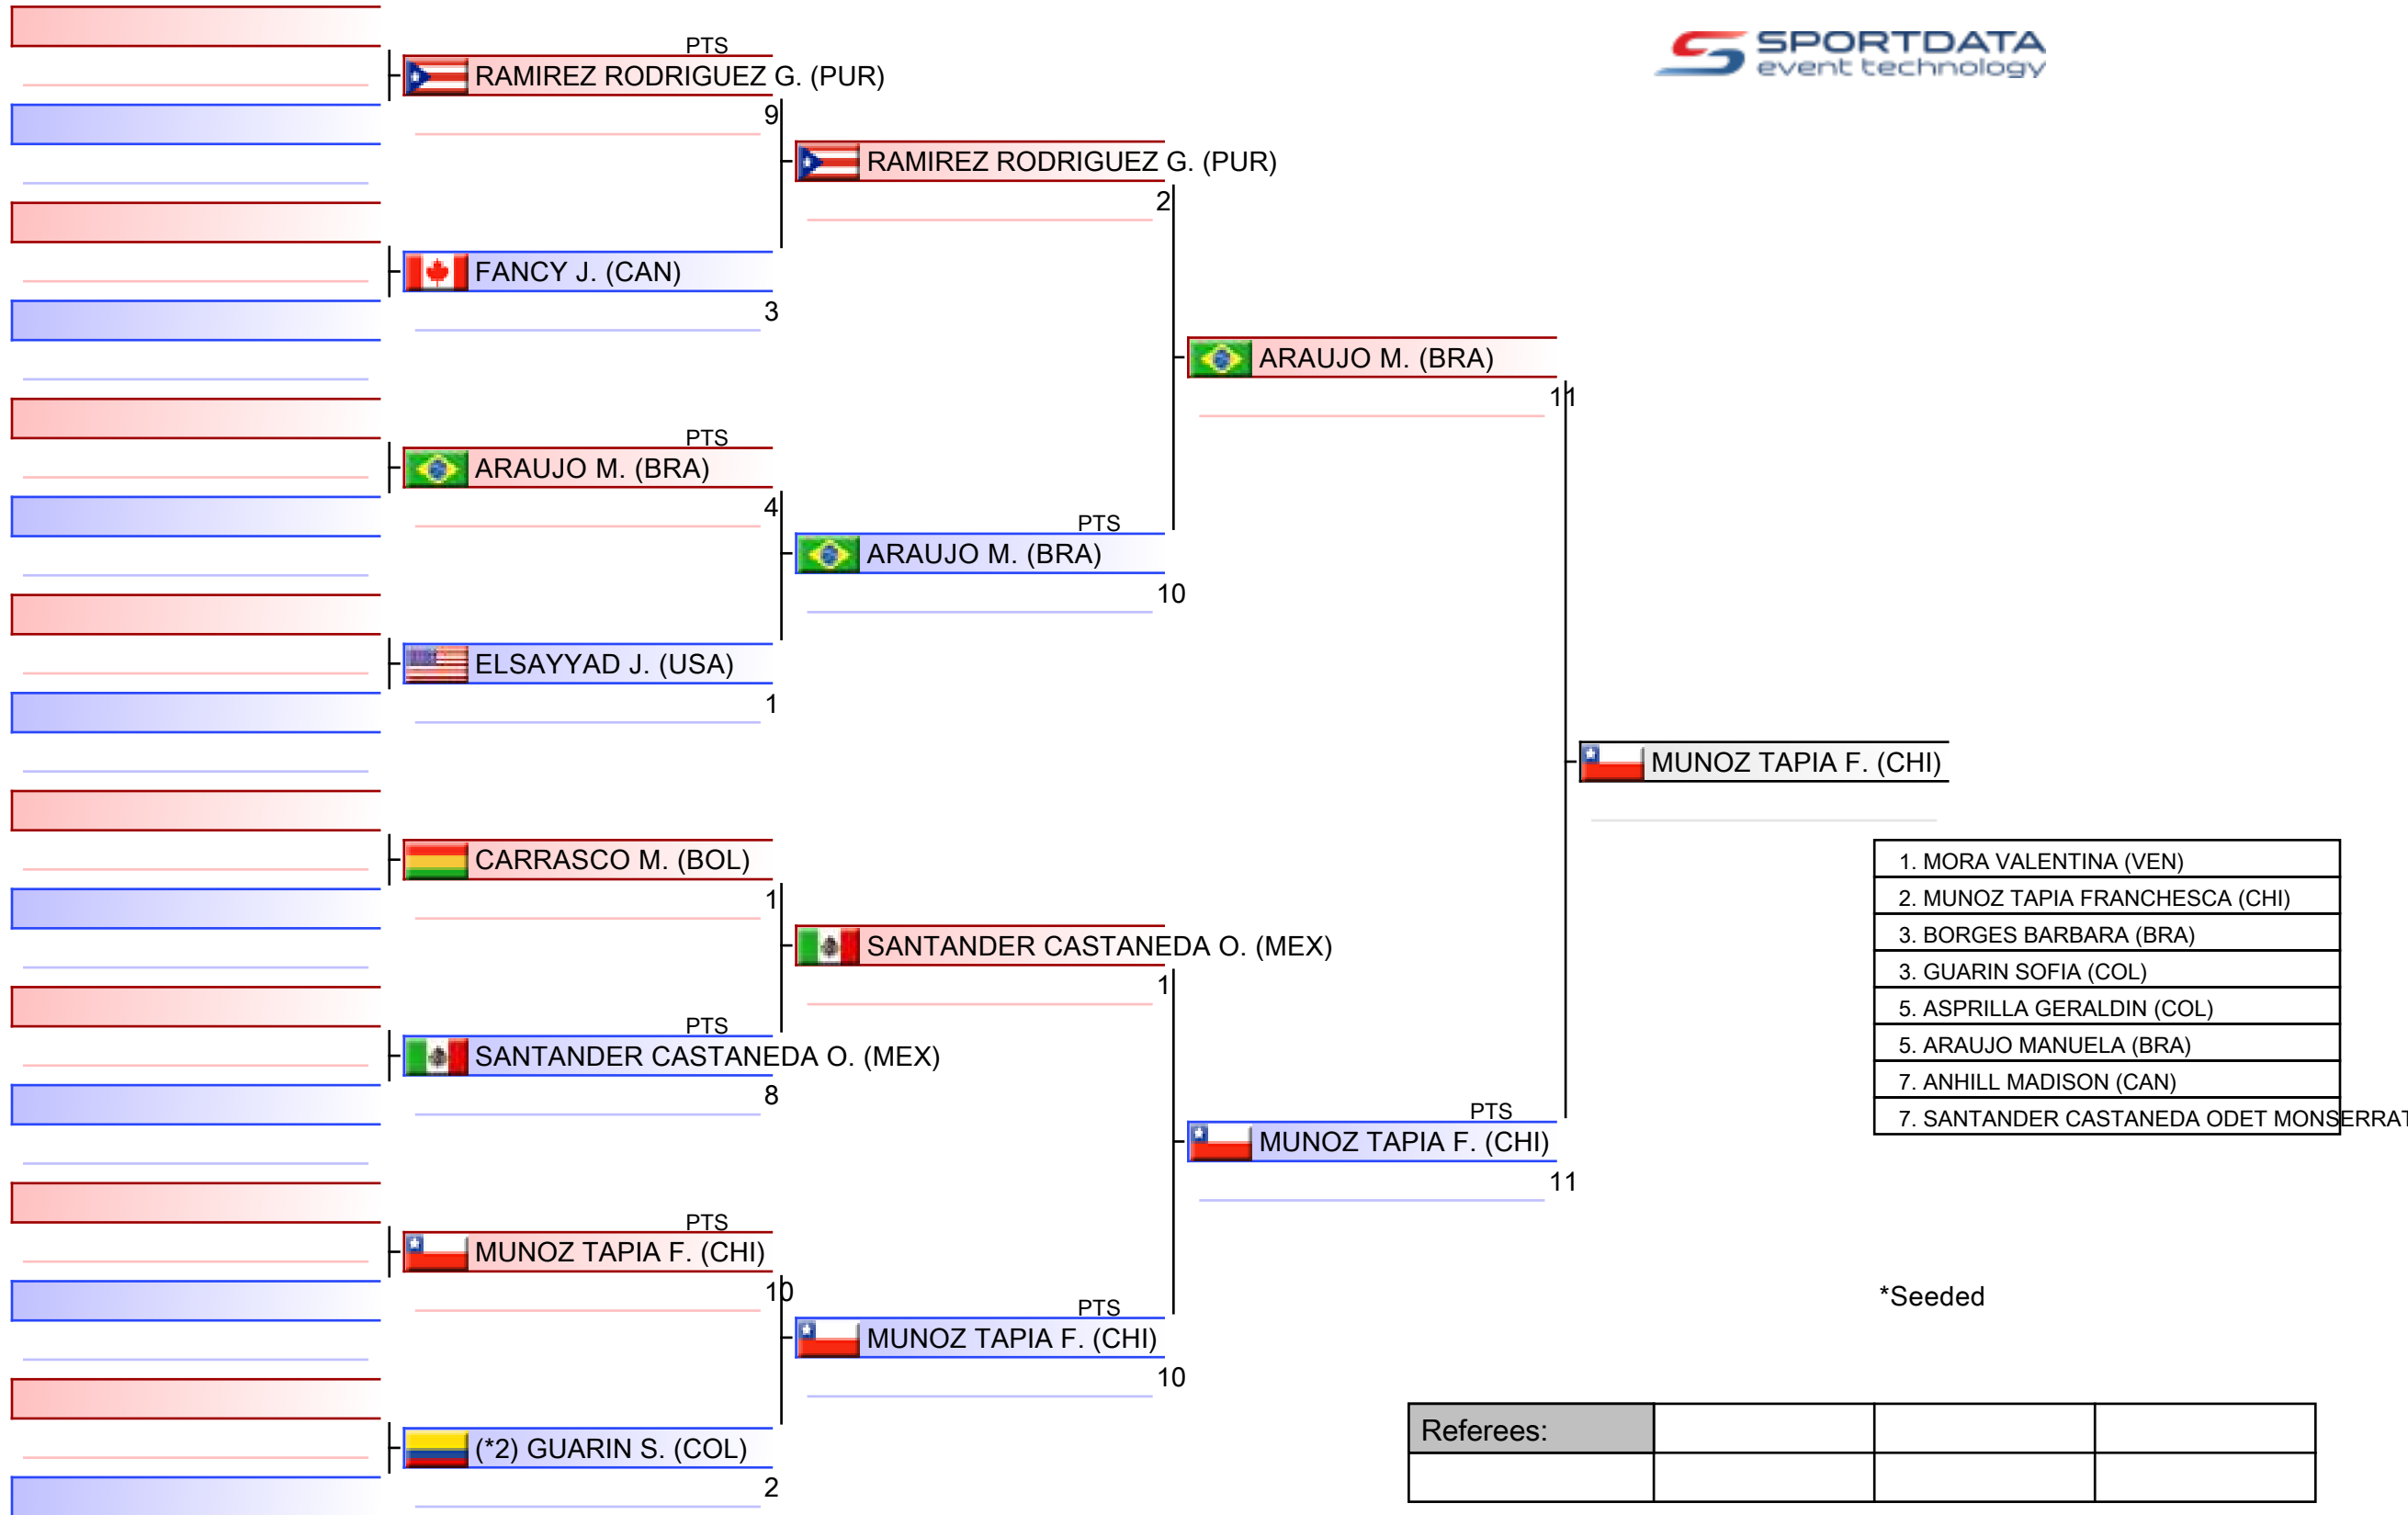 SPORTDATA
event technology
PTS
RAMIREZ RODRIGUEZ G. (PUR)
9
FANCY J. (CAN)
3
PTS
ARAUJO M. (BRA)
4
ELSAYYAD J. (USA)
1
CARRASCO M. (BOL)
1
PTS
SANTANDER CASTANEDA O. (MEX)
8
PTS
MUNOZ TAPIA F. (CHI)
10
(*2) GUARIN S. (COL)
2
RAMIREZ RODRIGUEZ G. (PUR)
2
PTS
ARAUJO M. (BRA)
10
SANTANDER CASTANEDA O. (MEX)
1
PTS
MUNOZ TAPIA F. (CHI)
10
ARAUJO M. (BRA)
11
PTS
MUNOZ TAPIA F. (CHI)
11
MUNOZ TAPIA F. (CHI)
1. MORA VALENTINA (VEN)
2. MUNOZ TAPIA FRANCHESCA (CHI)
3. BORGES BARBARA (BRA)
3. GUARIN SOFIA (COL)
5. ASPRILLA GERALDIN (COL)
5. ARAUJO MANUELA (BRA)
7. ANHILL MADISON (CAN)
7. SANTANDER CASTANEDA ODET MONSERRAT
*Seeded
Referees: